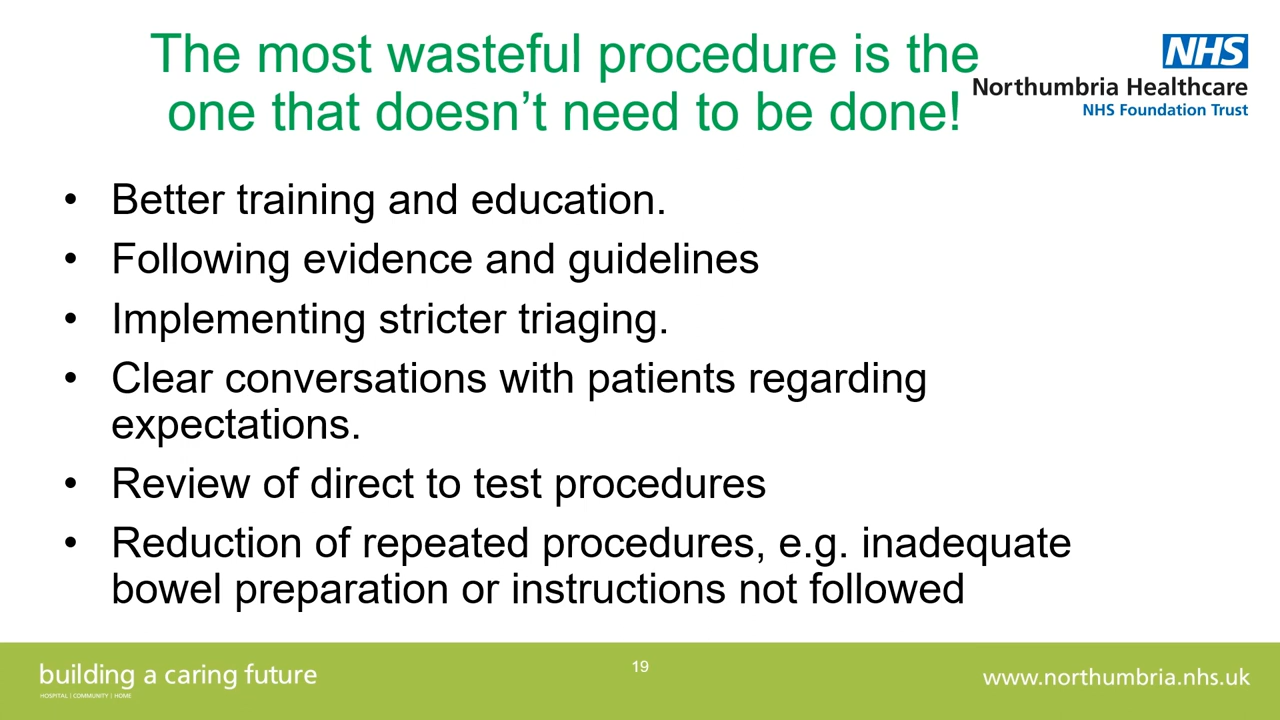 The most wasteful procedure is the
one that doesn’t need to be done!
NHS
Northumbria Healthcare
NHS Foundation Trust
• Better training and education.
• Following evidence and guidelines
• Implementing stricter triaging.
• Clear conversations with patients regarding
expectations.
• Review of direct to test procedures
• Reduction of repeated procedures, e.g. inadequate
bowel preparation or instructions not followed
building a caring future
HOSPITAL | COMMUNITY | HOME
19
www.northumbria.nhs.uk